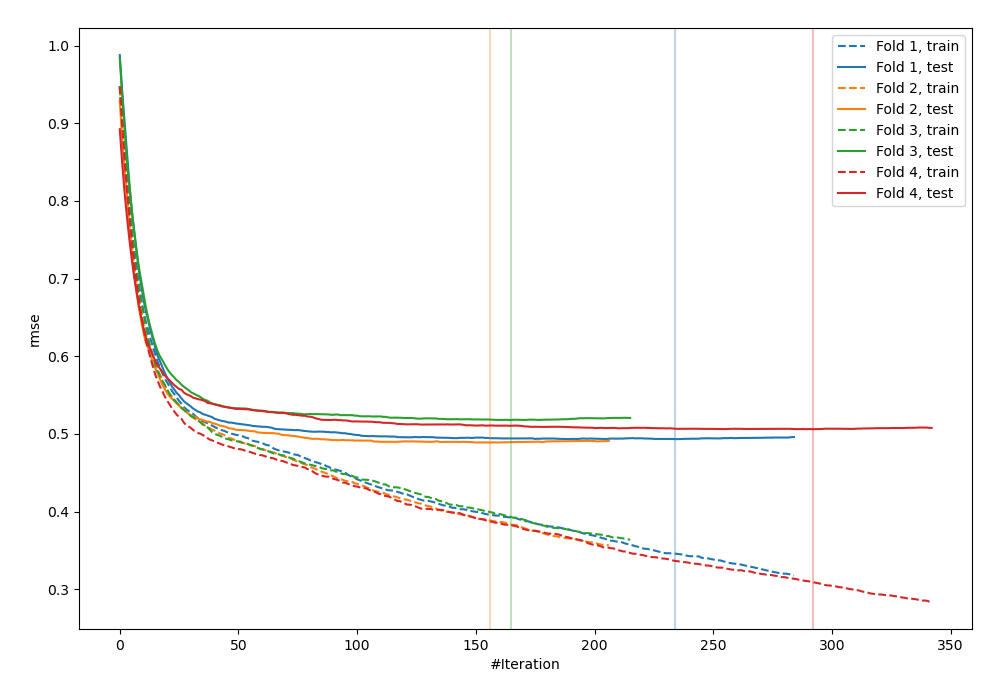 1.0
0.9
0.8
0.7
0.6
0.5
0.4
0.3
rmse
0
50
100
150
200
250
300
350
#Iteration
Fold 1, train
Fold 1, test
Fold 2, train
Fold 2, test
Fold 3, train
Fold 3, test
Fold 4, train
Fold 4, test